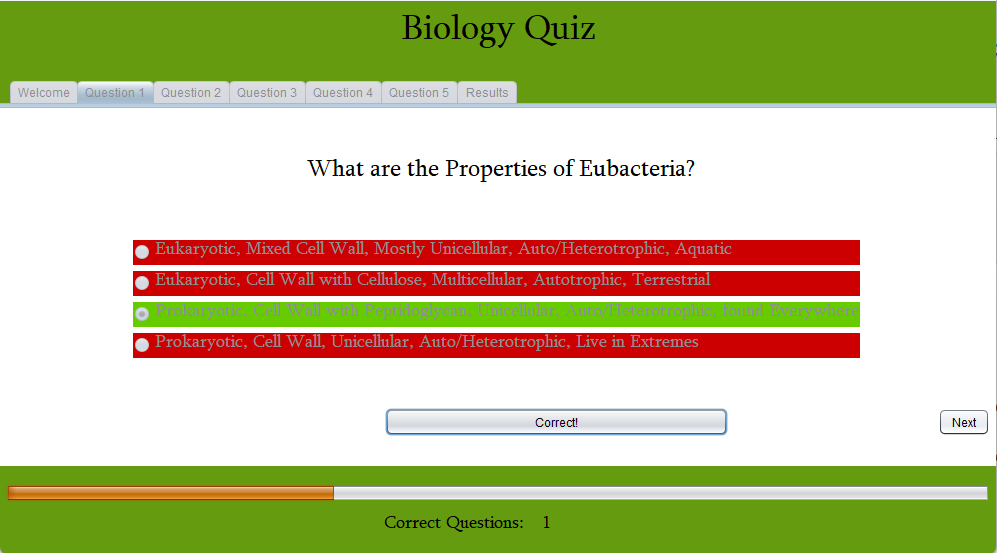 Biology Quiz
Welcome Question 1 Question 2 Question 3 Question 4 Question 5 Results
What are the Properties of Eubacteria?
Eukaryotic, Mixed Cell Wall, Mostly Unicellular, Auto/Heterotrophic, Aquatic
Eukaryotic, Cell Wall with Cellulose, Multicellular, Autotrophic, Terrestrial
Prokaryotic, Cell Wall with Peptidoglycan, Unicellular, Auto/Heterotrophic, found Everywhere
Prokaryotic, Cell Wall, Unicellular, Auto/Heterotrophic, Live in Extremes
Correct! Next
Correct Questions: 1